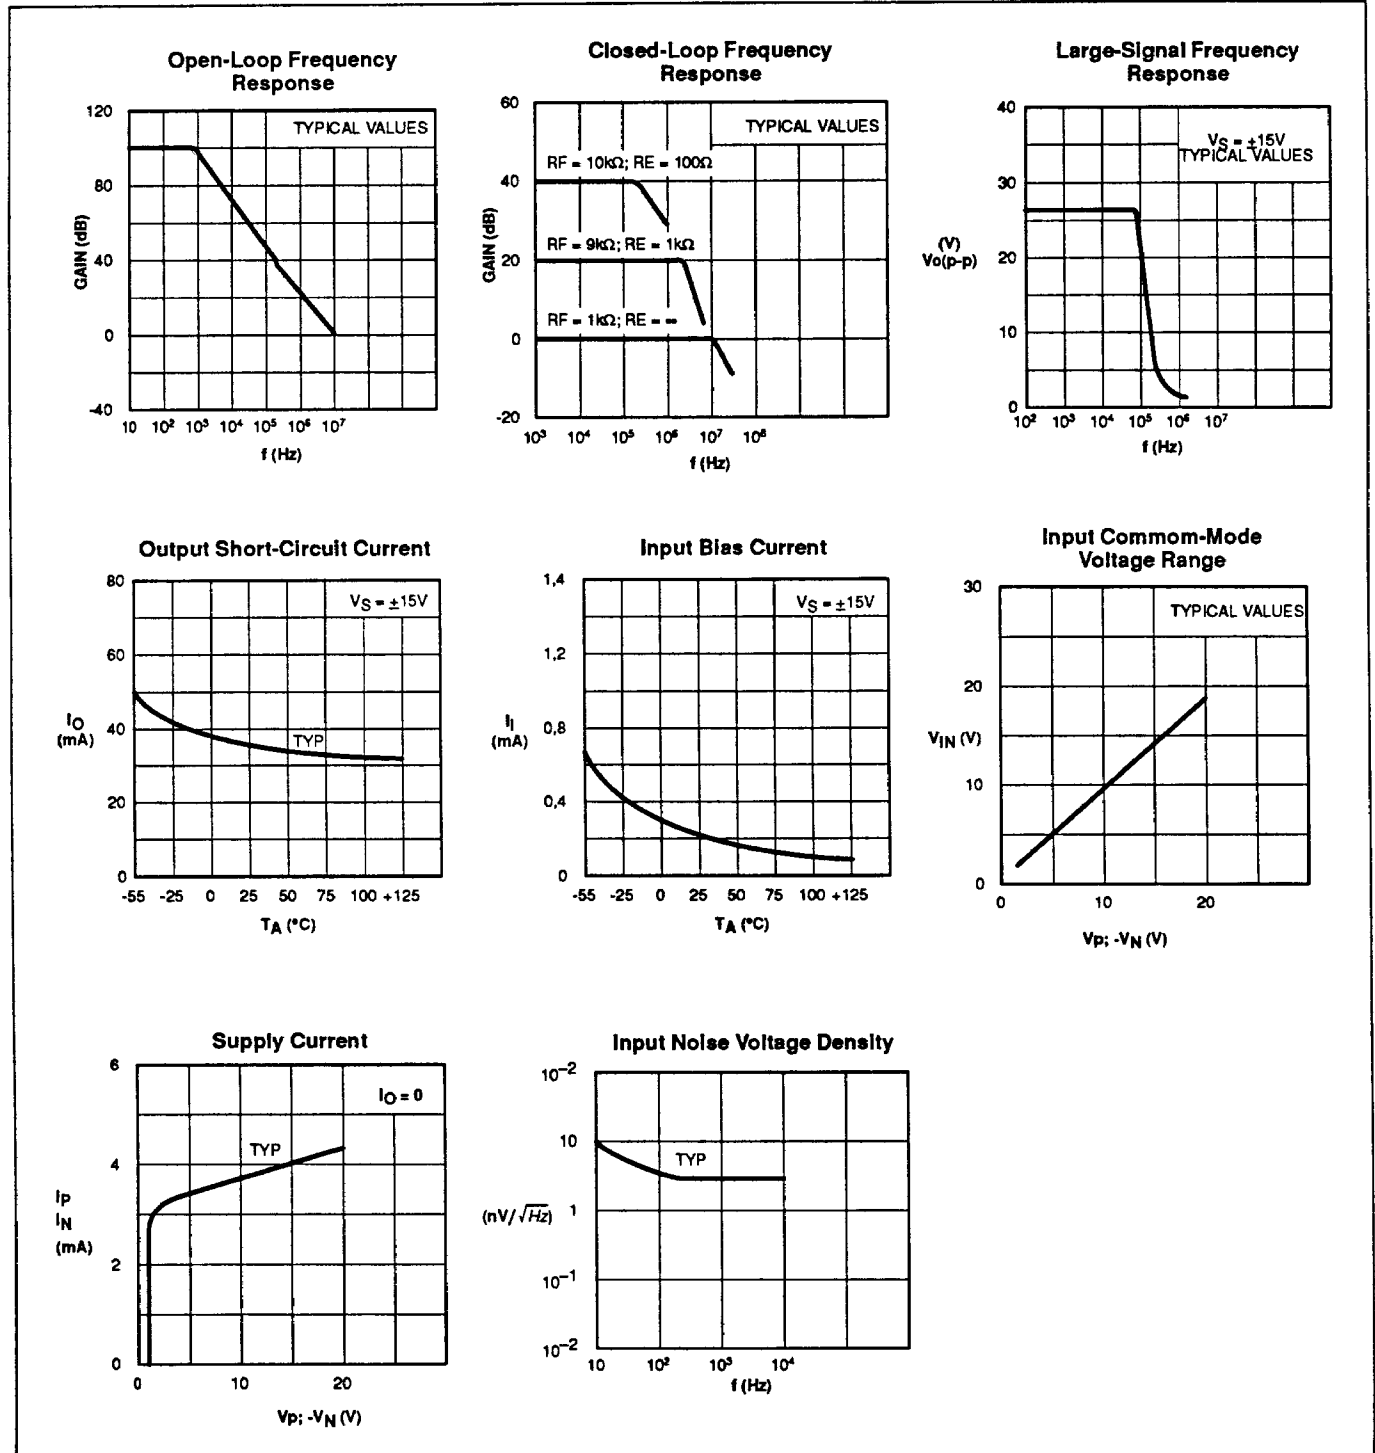 Open-Loop Frequency
Response
120
80
40
0
-40
GAIN (dB)
TYPICAL VALUES
10 10² 10³ 10⁴ 10⁵ 10⁶ 10⁷
f (Hz)
Closed-Loop Frequency
Response
60
40
20
0
-20
GAIN (dB)
TYPICAL VALUES
RF = 10kΩ; RE = 100Ω
RF = 9kΩ; RE = 1kΩ
RF = 1kΩ; RE = ∞
10³ 10⁴ 10⁵ 10⁶ 10⁷ 10⁸
f (Hz)
Large-Signal Frequency
Response
40
30
20
10
0
(V)
Vo(p-p)
VS = ±15V
TYPICAL VALUES
10² 10³ 10⁴ 10⁵ 10⁶ 10⁷
f (Hz)
Output Short-Circuit Current
80
60
40
20
0
IO
(mA)
VS = ±15V
TYP
-55 -25 0 25 50 75 100 +125
TA (°C)
Input Bias Current
1,4
1,2
0,8
0,4
0
II
(mA)
VS = ±15V
-55 -25 0 25 50 75 100 +125
TA (°C)
Input Commom-Mode
Voltage Range
30
20
10
0
VIN (V)
TYPICAL VALUES
0 10 20
Vp; -VN (V)
Supply Current
6
4
2
0
Ip
IN
(mA)
IO = 0
TYP
0 10 20
Vp; -VN (V)
Input Noise Voltage Density
10⁻²
10
1
10⁻¹
10⁻²
(nV/√Hz)
TYP
10 10² 10³ 10⁴
f (Hz)